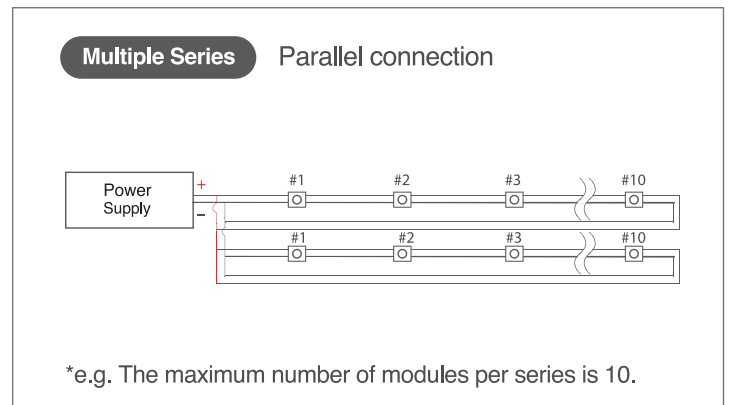 Multiple Series Parallel connection
Power
Supply
+
−
#1 #2 #3 #10
#1 #2 #3 #10
*e.g. The maximum number of modules per series is 10.